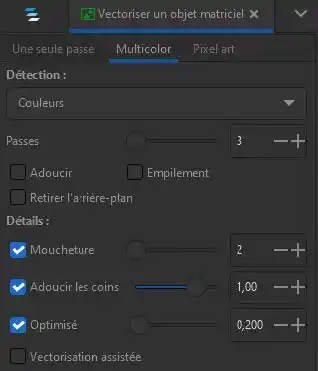 Vectoriser un objet matriciel
Une seule passe Multicolor Pixel art
Détection :
Couleurs
Passes 3
Adoucir Empilement
Retirer l'arrière-plan
Détails :
Moucheture 2
Adoucir les coins 1,00
Optimisé 0,200
Vectorisation assistée